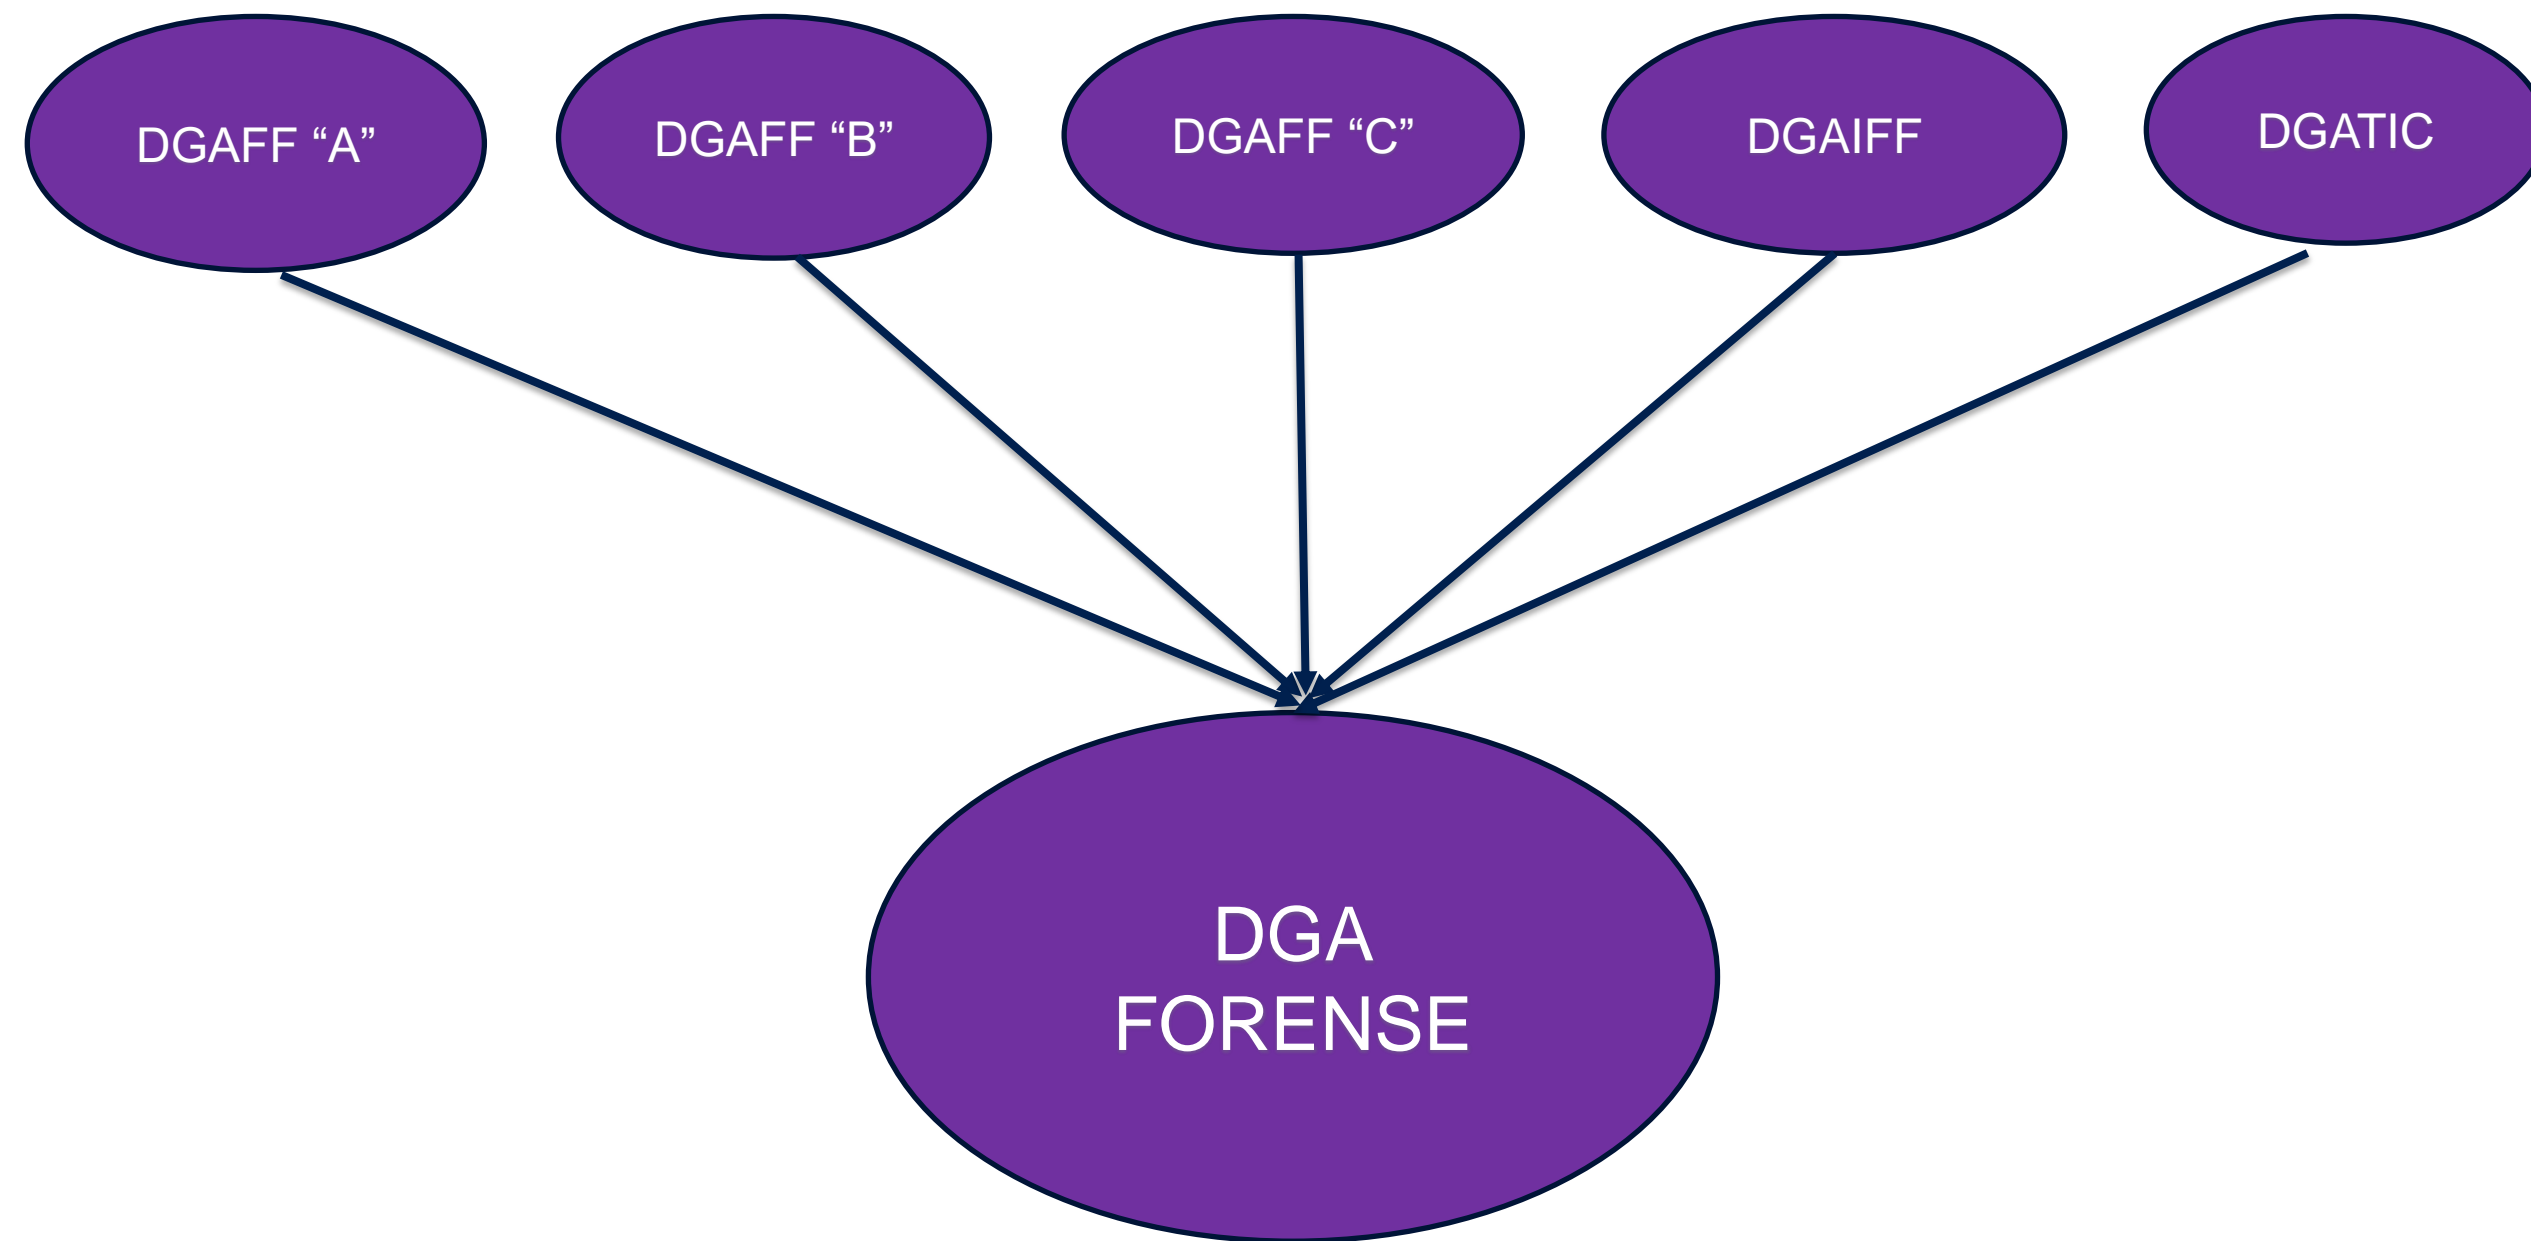 DGAFF “A”
DGAFF “B”
DGAFF “C”
DGAIFF
DGATIC
DGA
FORENSE